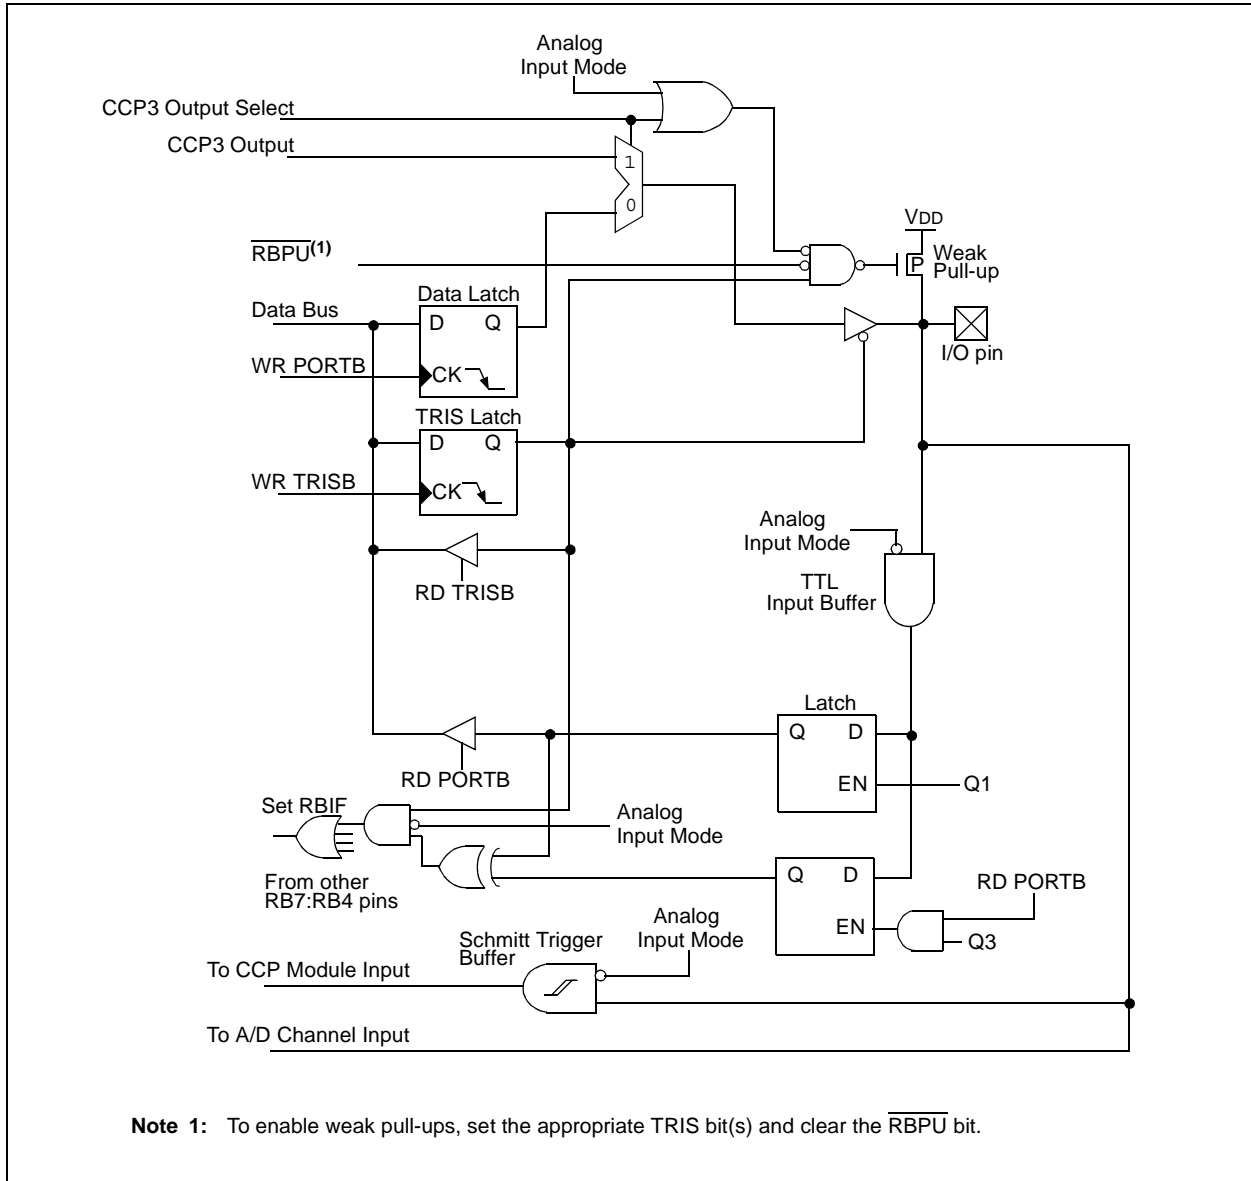 Analog
Input Mode
CCP3 Output Select
CCP3 Output
1
0
VDD
RBPU(1)
P
Weak
Pull-up
Data Bus
Data Latch
D Q
I/O pin
WR PORTB
CK
TRIS Latch
D Q
WR TRISB
CK
Analog
Input Mode
RD TRISB
TTL
Input Buffer
Latch
Q D
RD PORTB
EN
Q1
Set RBIF
Analog
Input Mode
From other
RB7:RB4 pins
Q D
RD PORTB
EN
Q3
Analog
Input Mode
Schmitt Trigger
Buffer
To CCP Module Input
To A/D Channel Input
Note 1: To enable weak pull-ups, set the appropriate TRIS bit(s) and clear the RBPU bit.